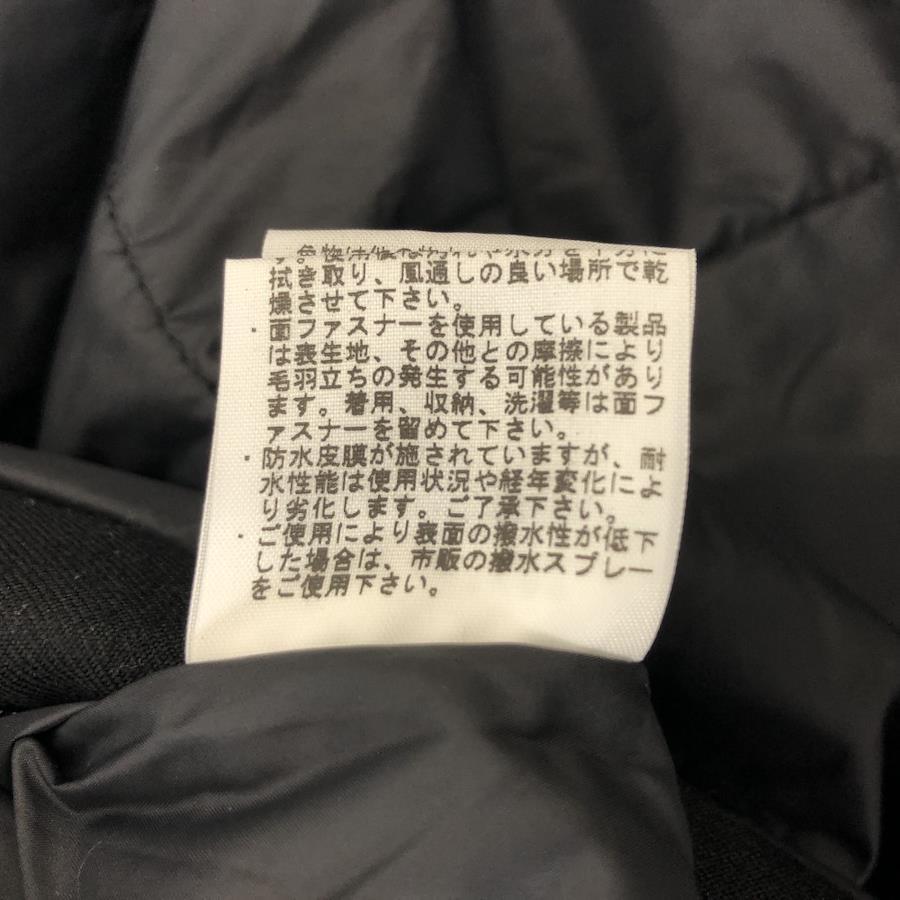 拭き取り、風通しの良い場所で乾
燥させて下さい。
・面ファスナーを使用している製品
は表生地、その他との摩擦により
毛羽立ちの発生する可能性があり
ます。着用、収納、洗濯等は面フ
ァスナーを留めて下さい。
・防水皮膜が施されていますが、耐
水性能は使用状況や経年変化によ
り劣化します。ご了承下さい。
・ご使用により表面の撥水性が低下
した場合は、市販の撥水スプレー
をご使用下さい。